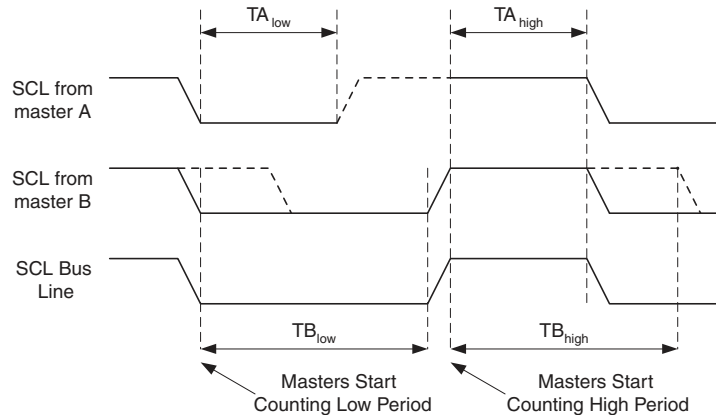 TA low
TA high
SCL from
master A
SCL from
master B
SCL Bus
Line
TB low
TB high
Masters Start
Counting Low Period
Masters Start
Counting High Period